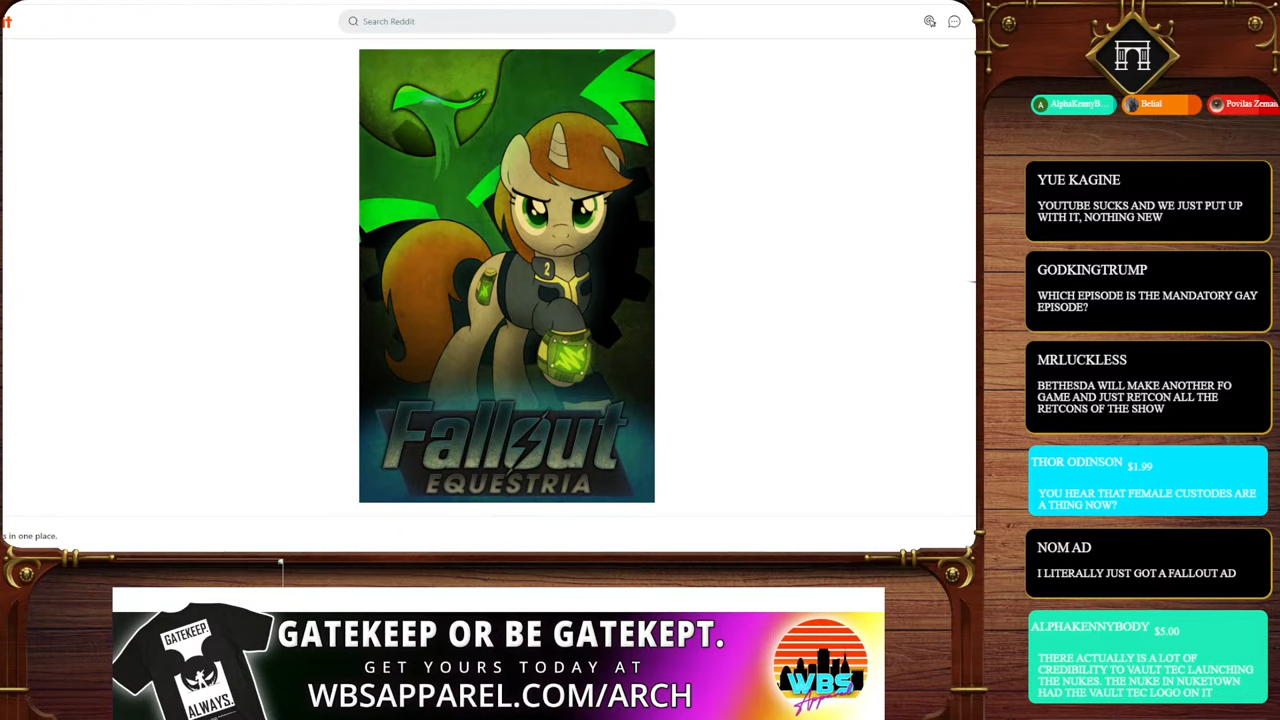 it
Search Reddit
2
Fallout
EQUESTRIA
s in one place.
GATEKEEP.
ALWAYS.
GATEKEEP OR BE GATEKEPT.
GET YOURS TODAY AT
WBSAPPAREL.COM/ARCH
WBS
Apparel
A AlphaKennyB... Belial Povilas Zeman
YUE KAGINE
YOUTUBE SUCKS AND WE JUST PUT UP
WITH IT, NOTHING NEW
GODKINGTRUMP
WHICH EPISODE IS THE MANDATORY GAY
EPISODE?
MRLUCKLESS
BETHESDA WILL MAKE ANOTHER FO
GAME AND JUST RETCON ALL THE
RETCONS OF THE SHOW
THOR ODINSON $1.99
YOU HEAR THAT FEMALE CUSTODES ARE
A THING NOW?
NOM AD
I LITERALLY JUST GOT A FALLOUT AD
ALPHAKENNYBODY $5.00
THERE ACTUALLY IS A LOT OF
CREDIBILITY TO VAULT TEC LAUNCHING
THE NUKES. THE NUKE IN NUKETOWN
HAD THE VAULT TEC LOGO ON IT